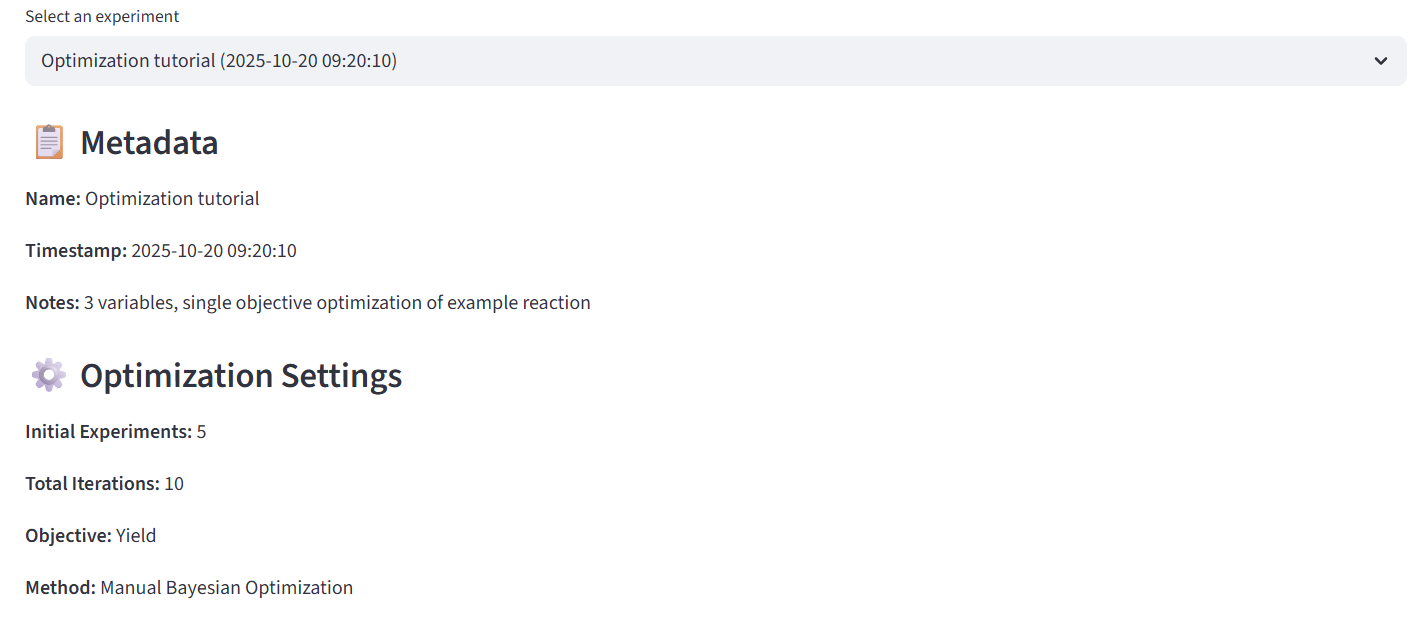 Select an experiment
Optimization tutorial (2025-10-20 09:20:10)
Metadata
Name: Optimization tutorial
Timestamp: 2025-10-20 09:20:10
Notes: 3 variables, single objective optimization of example reaction
Optimization Settings
Initial Experiments: 5
Total Iterations: 10
Objective: Yield
Method: Manual Bayesian Optimization